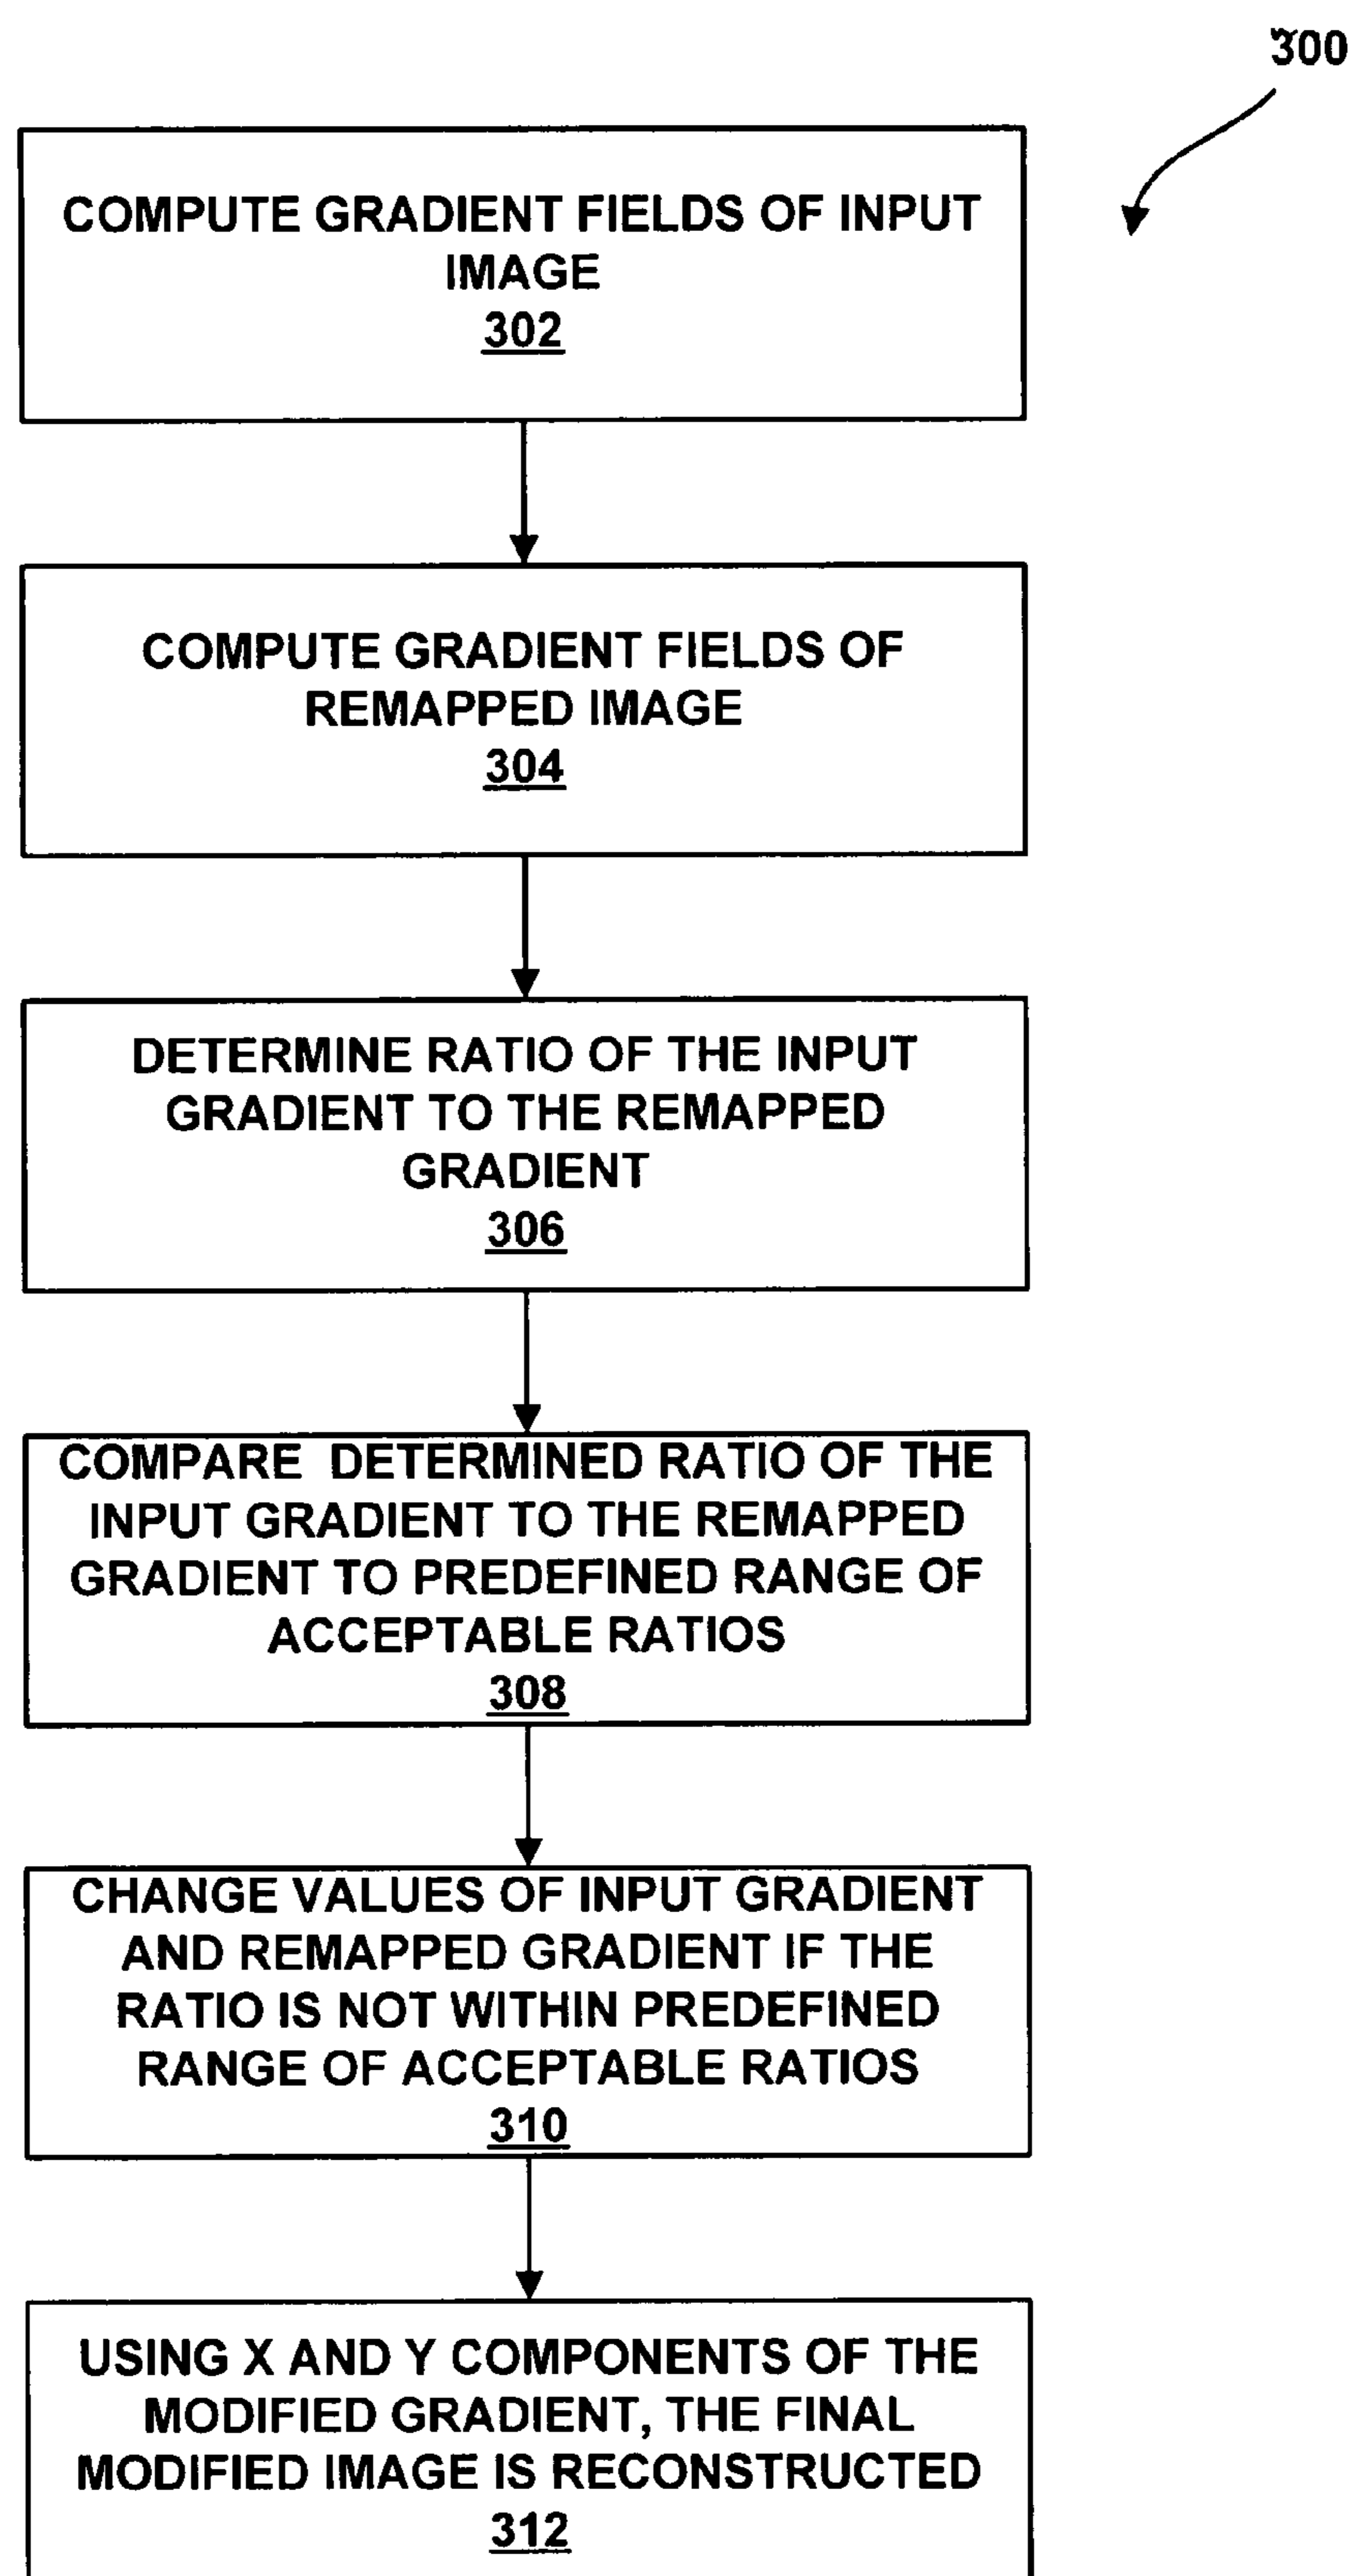 300
COMPUTE GRADIENT FIELDS OF INPUT
IMAGE
302
COMPUTE GRADIENT FIELDS OF
REMAPPED IMAGE
304
DETERMINE RATIO OF THE INPUT
GRADIENT TO THE REMAPPED
GRADIENT
306
COMPARE DETERMINED RATIO OF THE
INPUT GRADIENT TO THE REMAPPED
GRADIENT TO PREDEFINED RANGE OF
ACCEPTABLE RATIOS
308
CHANGE VALUES OF INPUT GRADIENT
AND REMAPPED GRADIENT IF THE
RATIO IS NOT WITHIN PREDEFINED
RANGE OF ACCEPTABLE RATIOS
310
USING X AND Y COMPONENTS OF THE
MODIFIED GRADIENT, THE FINAL
MODIFIED IMAGE IS RECONSTRUCTED
312